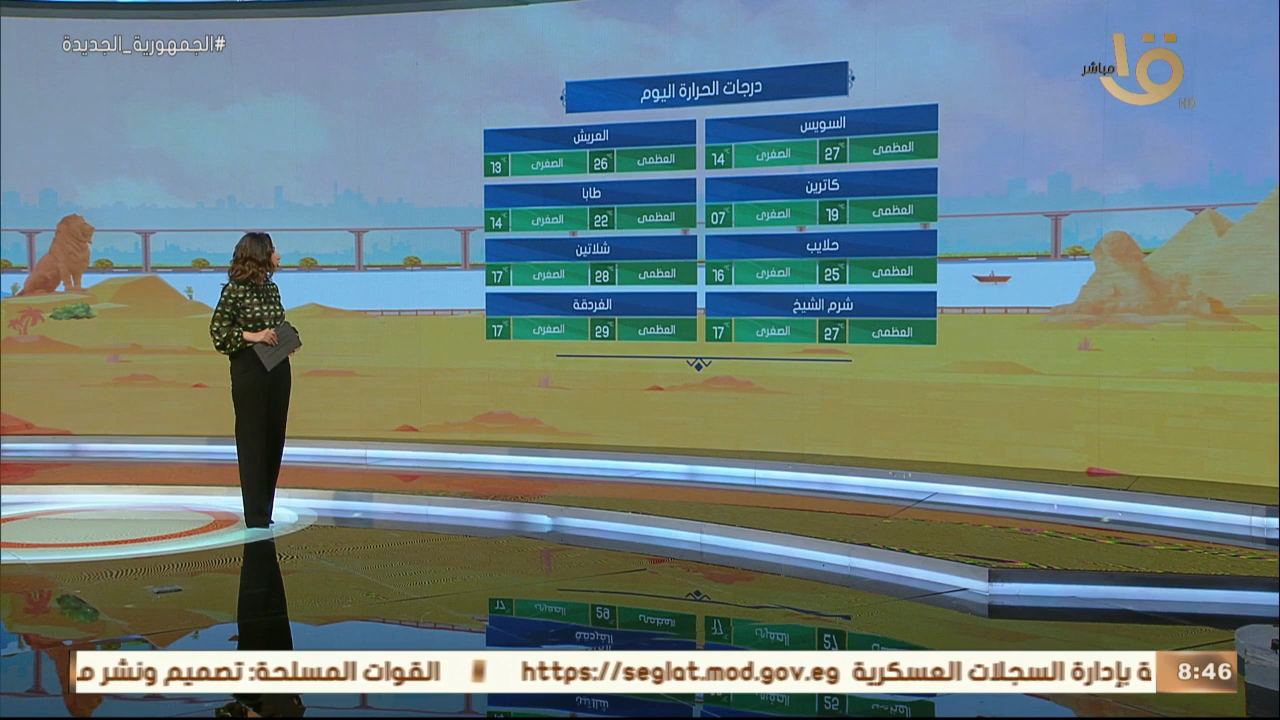 #الجمهورية_الجديدة
مباشر
HD
درجات الحرارة اليوم
السويس
العظمى 27 الصغرى 14
العريش
العظمى 26 الصغرى 13
كاترين
العظمى 19 الصغرى 07
طابا
العظمى 22 الصغرى 14
حلايب
العظمى 25 الصغرى 16
شلاتين
العظمى 28 الصغرى 17
شرم الشيخ
العظمى 27 الصغرى 17
الغردقة
العظمى 29 الصغرى 17
ة بإدارة السجلات العسكرية https://seglat.mod.gov.eg القوات المسلحة: تصميم ونشر
8:46